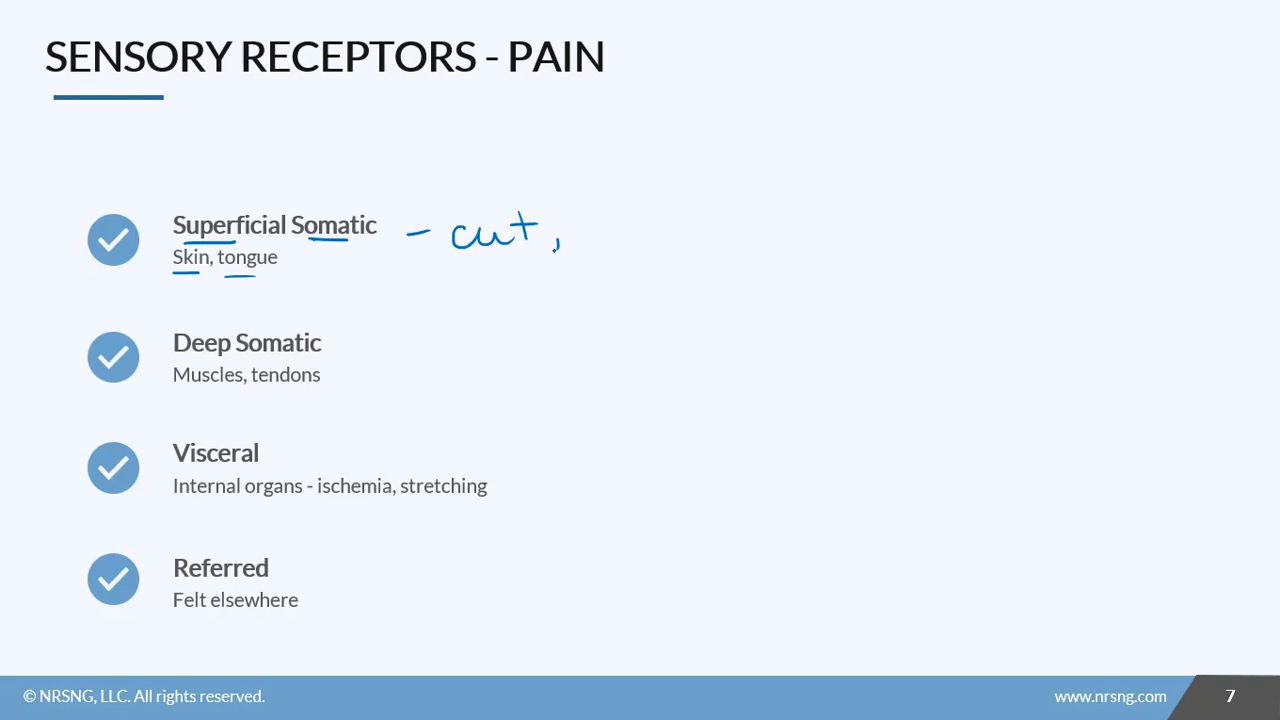 SENSORY RECEPTORS - PAIN
Superficial Somatic - cut,
Skin, tongue
Deep Somatic
Muscles, tendons
Visceral
Internal organs - ischemia, stretching
Referred
Felt elsewhere
© NRSNG, LLC. All rights reserved. www.nrsng.com 7